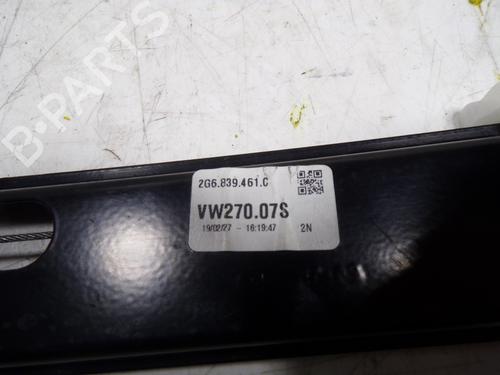 B-PARTS
2G6.839.461.C
VW270.07S
19/02/27 - 16:19:47 2N